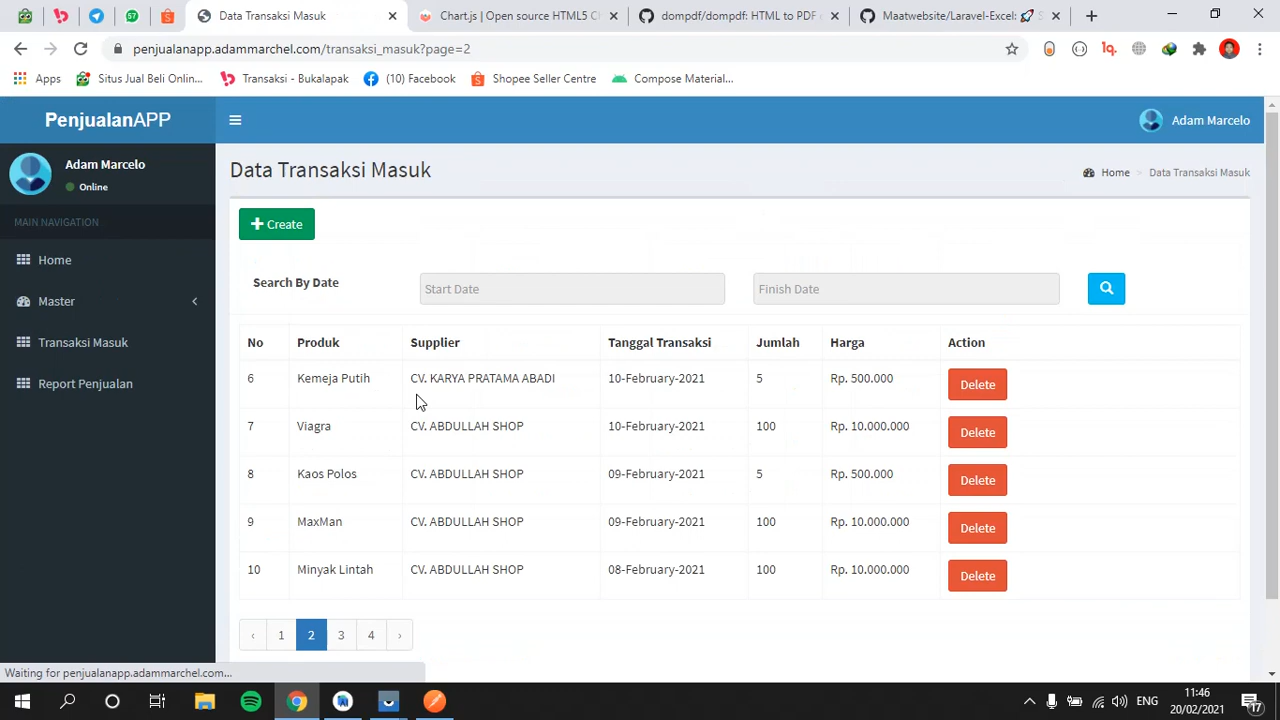 Data Transaksi Masuk
Chart.js | Open source HTML5 Ch
dompdf/dompdf: HTML to PDF
Maatwebsite/Laravel-Excel: 🚀 S
penjualanapp.adammarchel.com/transaksi_masuk?page=2
Apps Situs Jual Beli Onlin... Transaksi - Bukalapak (10) Facebook Shopee Seller Centre Compose Material...
PenjualanAPP
Adam Marcelo
Adam Marcelo
Online
MAIN NAVIGATION
Home
Master
Transaksi Masuk
Report Penjualan
Data Transaksi Masuk
Home > Data Transaksi Masuk
Create
Search By Date Start Date Finish Date
No Produk Supplier Tanggal Transaksi Jumlah Harga Action
6 Kemeja Putih CV. KARYA PRATAMA ABADI 10-February-2021 5 Rp. 500.000 Delete
7 Viagra CV. ABDULLAH SHOP 10-February-2021 100 Rp. 10.000.000 Delete
8 Kaos Polos CV. ABDULLAH SHOP 09-February-2021 5 Rp. 500.000 Delete
9 MaxMan CV. ABDULLAH SHOP 09-February-2021 100 Rp. 10.000.000 Delete
10 Minyak Lintah CV. ABDULLAH SHOP 08-February-2021 100 Rp. 10.000.000 Delete
‹ 1 2 3 4 ›
Waiting for penjualanapp.adammarchel.com...
ENG
11:46
20/02/2021
17